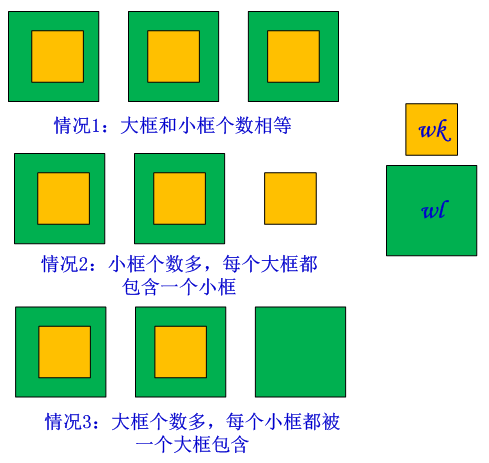 情况1：大框和小框个数相等
wk
wl
情况2：小框个数多，每个大框都
包含一个小框
情况3：大框个数多，每个小框都被
一个大框包含